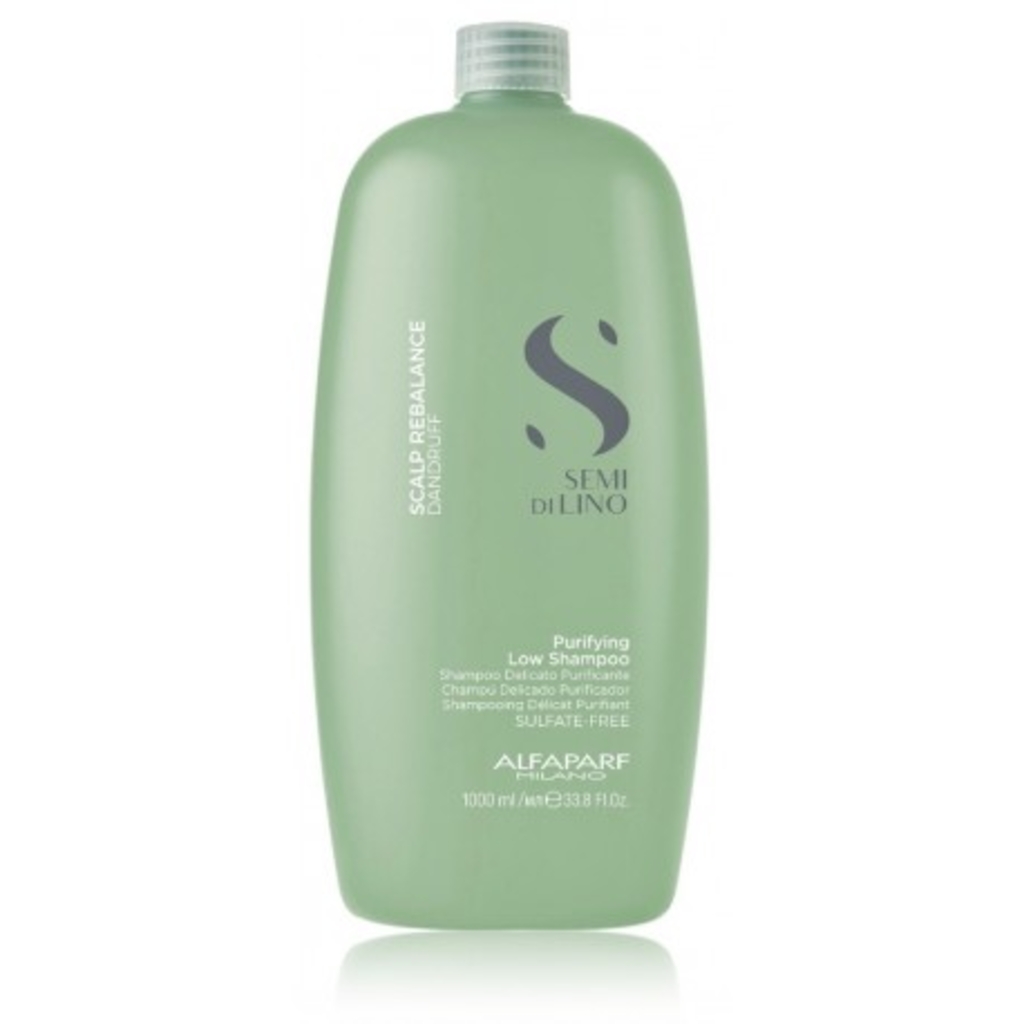 SCALP REBALANCE
DANDRUFF
SEMI
DI LINO
Purifying
Low Shampoo
Shampoo Delicato Purificante
Champú Delicado Purificador
Shampooing Délicat Purifiant
SULFATE-FREE
ALFAPARF
MILANO
1000 ml /мл ℮ 33.8 Fl.Oz.